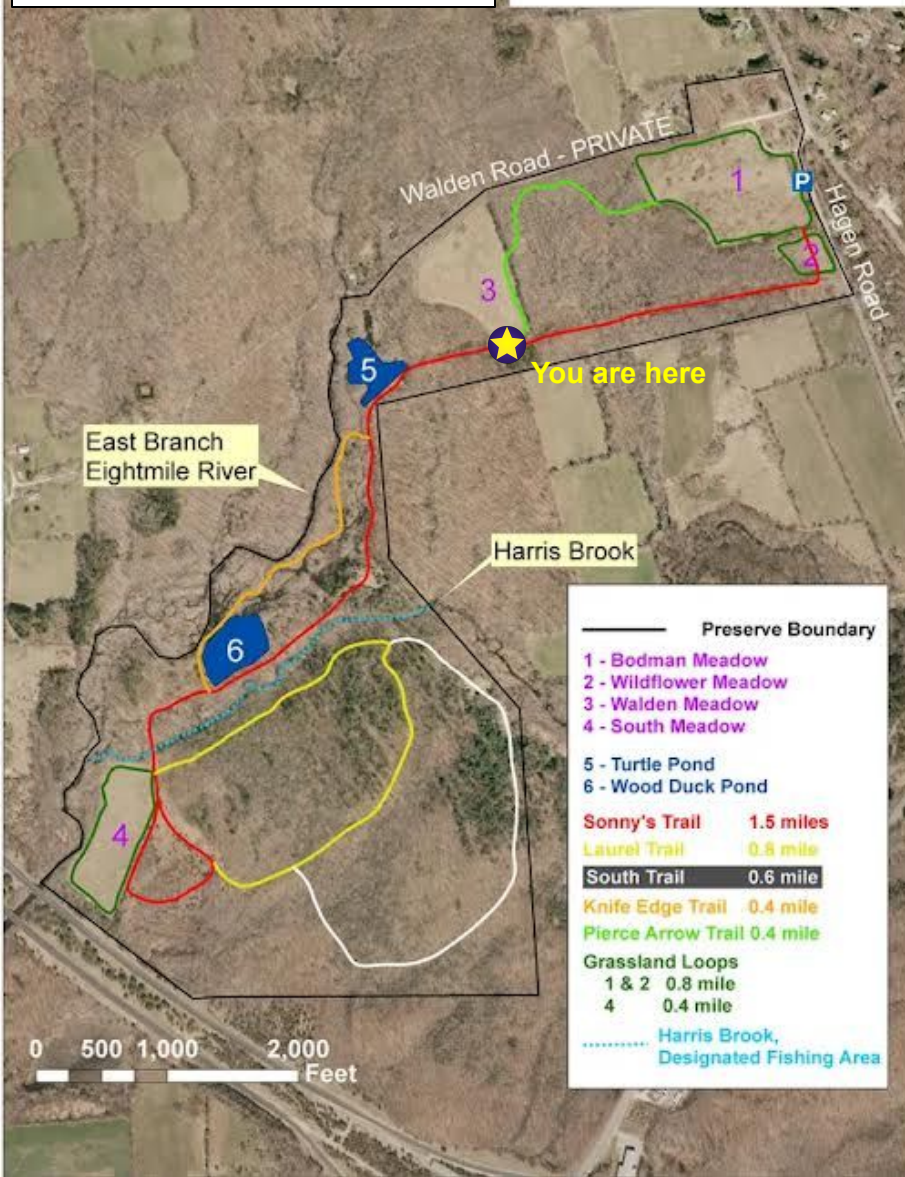 Walden Road - PRIVATE
1
P
Hagen Road
2
3
You are here
5
East Branch
Eightmile River
Harris Brook
6
4
Preserve Boundary
1 - Bodman Meadow
2 - Wildflower Meadow
3 - Walden Meadow
4 - South Meadow
5 - Turtle Pond
6 - Wood Duck Pond
Sonny's Trail 1.5 miles
Laurel Trail 0.8 mile
South Trail 0.6 mile
Knife Edge Trail 0.4 mile
Pierce Arrow Trail 0.4 mile
Grassland Loops
1 & 2 0.8 mile
4 0.4 mile
Harris Brook,
Designated Fishing Area
0 500 1,000 2,000
Feet